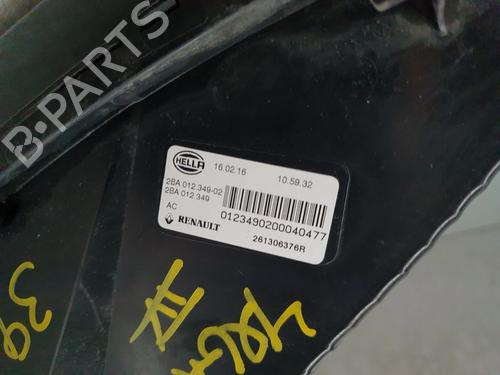 B-PARTS
HELLA
16.02.16 10.59.32
2BA 012.349-02
2BA 012 349
0123490200040477
AC
RENAULT
261306376R
39